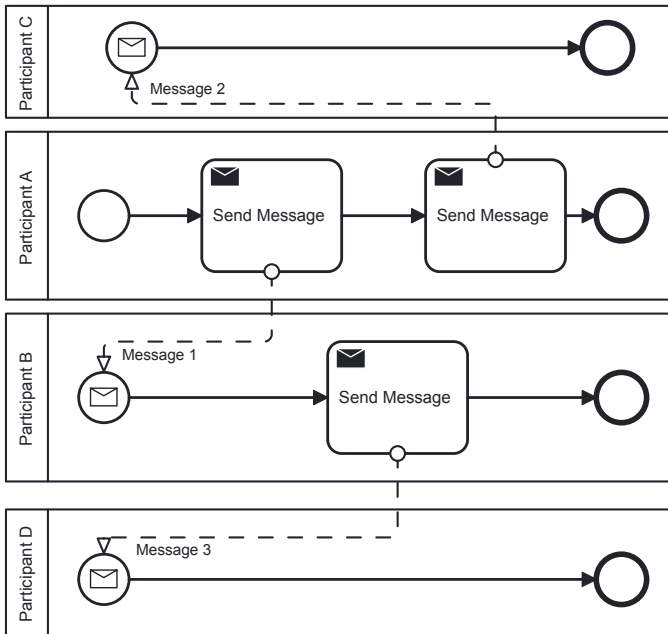 Participant C
Message 2
Participant A
Send Message
Send Message
Participant B
Message 1
Send Message
Participant D
Message 3